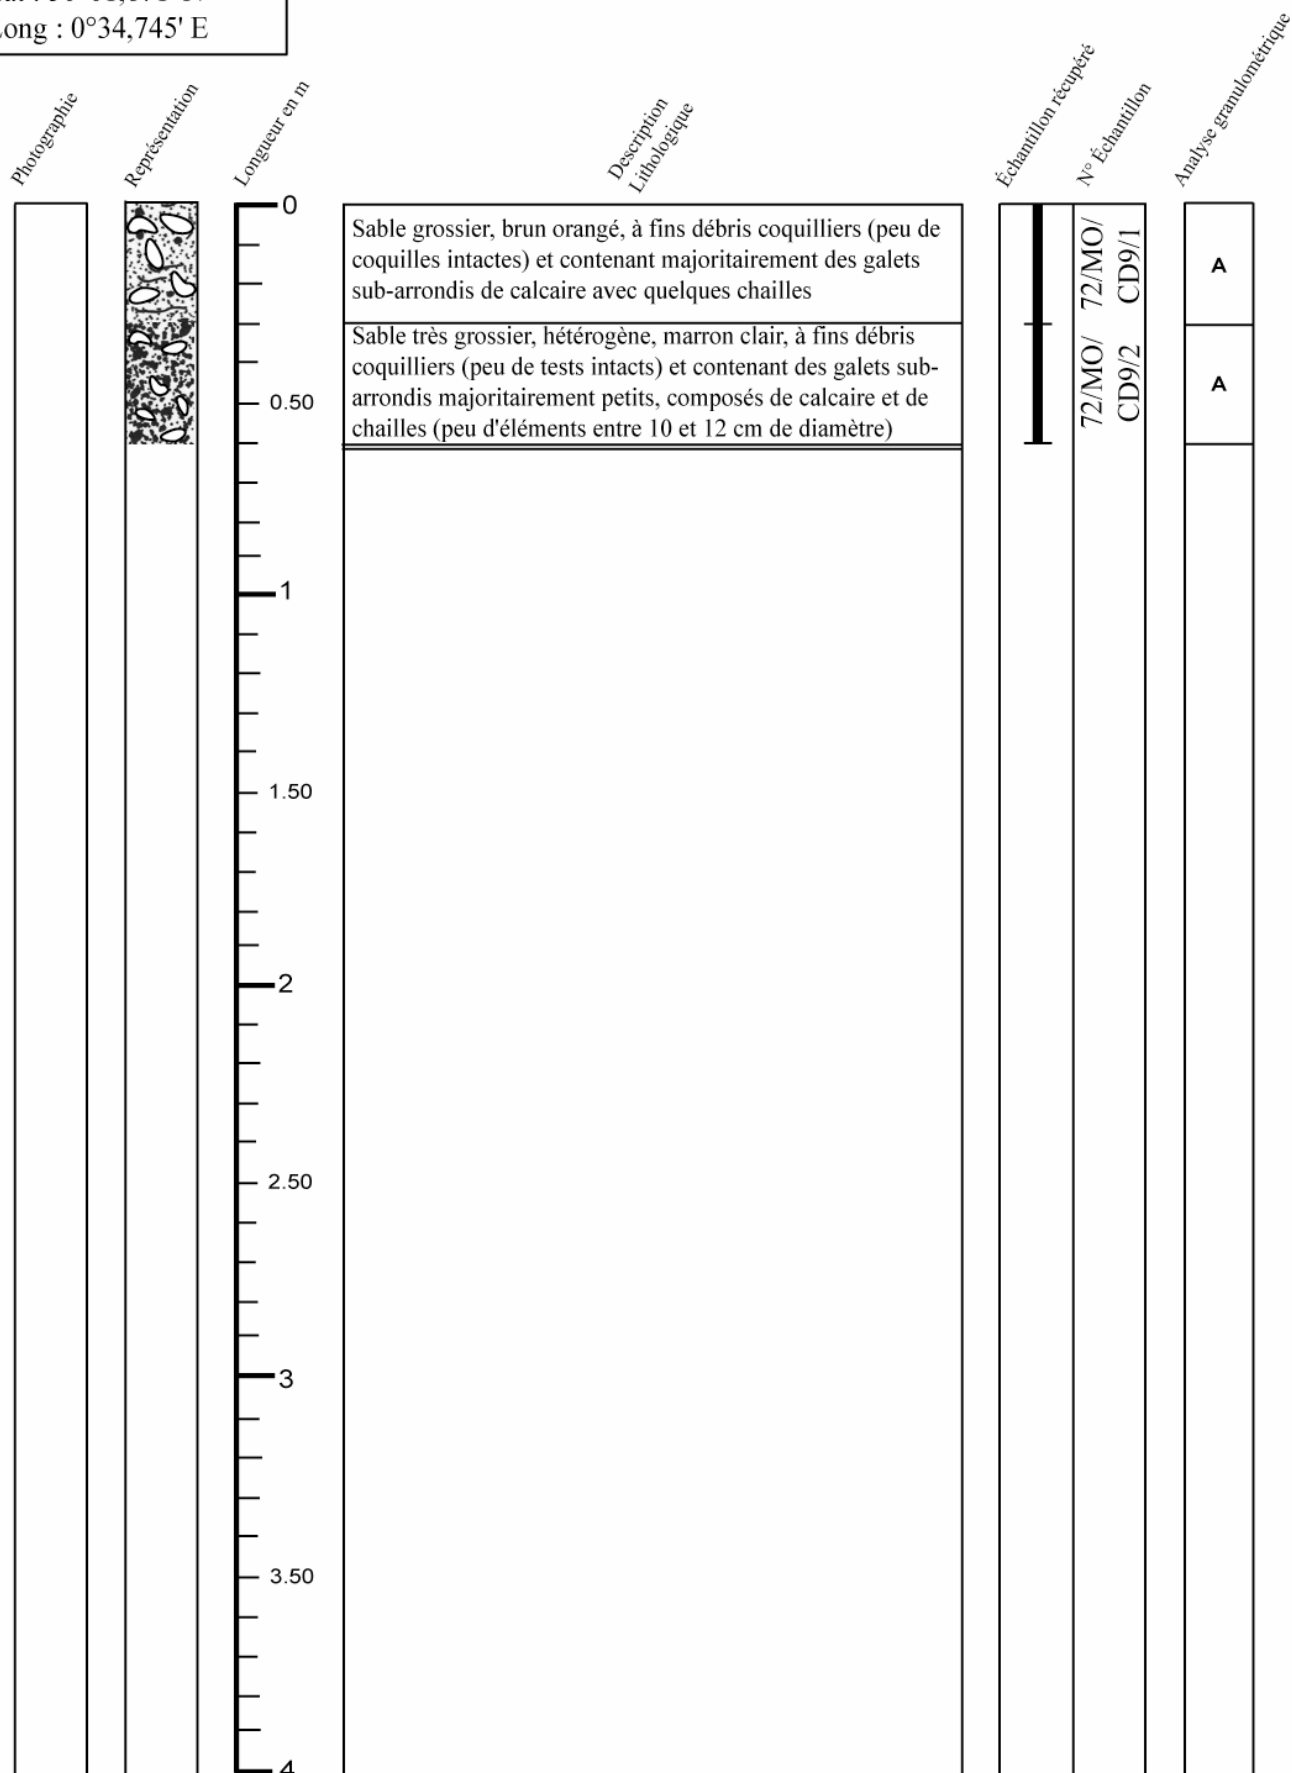 Long : 0°34,745' E
Photographie
Représentation
Longueur en m
Description
Lithologique
Échantillon récupéré
N° Échantillon
Analyse granulométrique
0
Sable grossier, brun orangé, à fins débris coquilliers (peu de
coquilles intactes) et contenant majoritairement des galets
sub-arrondis de calcaire avec quelques chailles
72/MO/
CD9/1
A
Sable très grossier, hétérogène, marron clair, à fins débris
coquilliers (peu de tests intacts) et contenant des galets sub-
arrondis majoritairement petits, composés de calcaire et de
chailles (peu d'éléments entre 10 et 12 cm de diamètre)
72/MO/
CD9/2
A
0.50
1
1.50
2
2.50
3
3.50
4